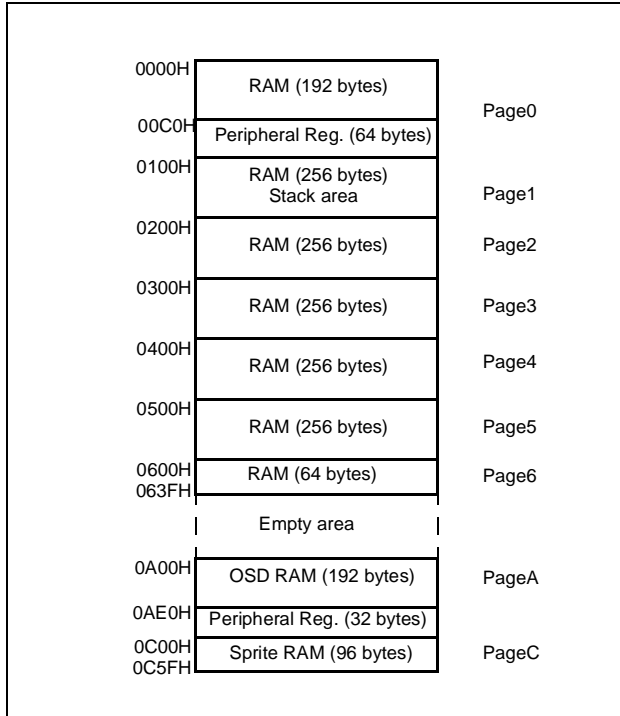 0000H
RAM (192 bytes)
Page0
00C0H
Peripheral Reg. (64 bytes)
0100H
RAM (256 bytes)
Stack area
Page1
0200H
RAM (256 bytes)
Page2
0300H
RAM (256 bytes)
Page3
0400H
RAM (256 bytes)
Page4
0500H
RAM (256 bytes)
Page5
0600H
RAM (64 bytes)
Page6
063FH
Empty area
0A00H
OSD RAM (192 bytes)
PageA
0AE0H
Peripheral Reg. (32 bytes)
0C00H
Sprite RAM (96 bytes)
PageC
0C5FH